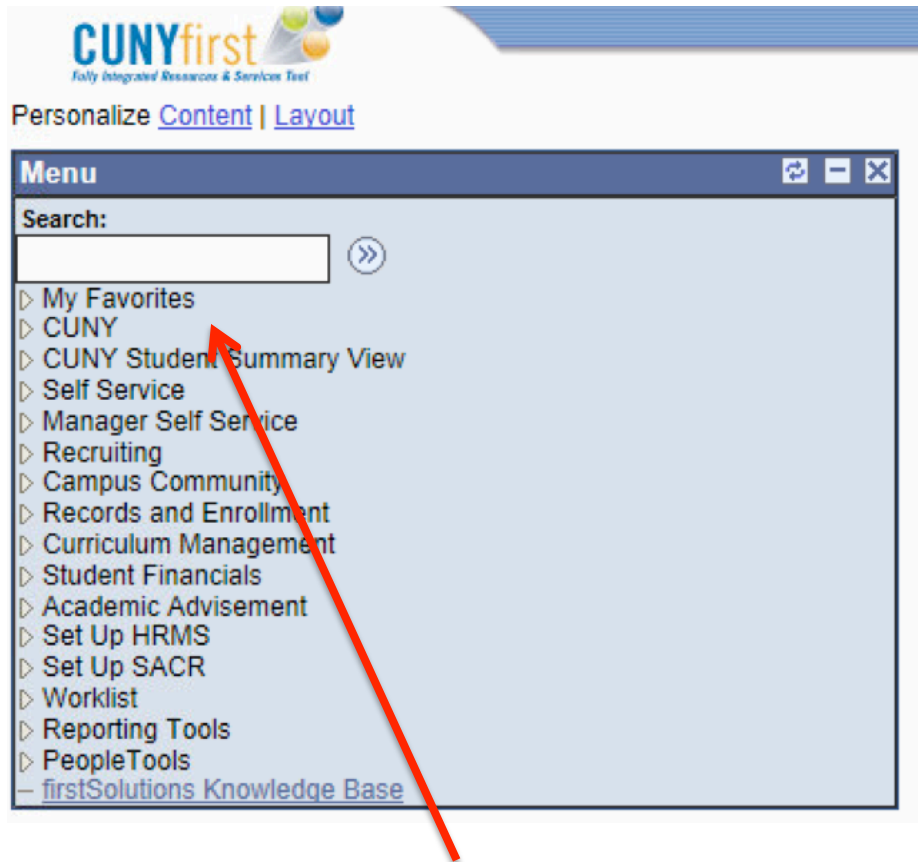 CUNYfirst
Fully Integrated Resources & Services Tool
Personalize Content | Layout
Menu
Search:
My Favorites
CUNY
CUNY Student Summary View
Self Service
Manager Self Service
Recruiting
Campus Community
Records and Enrollment
Curriculum Management
Student Financials
Academic Advisement
Set Up HRMS
Set Up SACR
Worklist
Reporting Tools
PeopleTools
firstSolutions Knowledge Base